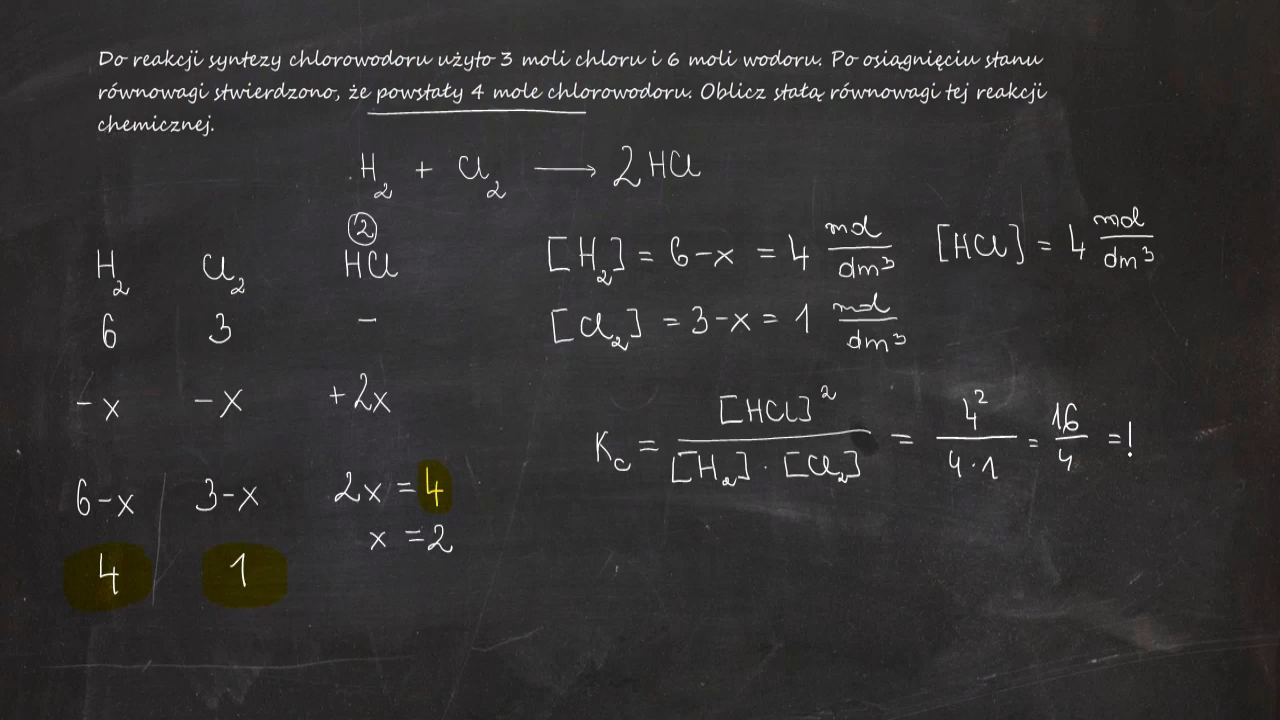 Do reakcji syntezy chlorowodoru użyto 3 moli chloru i 6 moli wodoru. Po osiągnięciu stanu
równowagi stwierdzono, że powstały 4 mole chlorowodoru. Oblicz stałą równowagi tej reakcji
chemicznej.
H₂ + Cl₂ ⟶ 2HCl
②
H₂ Cl₂ HCl
6 3 –
-x -x +2x
6-x 3-x 2x = 4
x = 2
4 1
[H₂] = 6-x = 4 mol/dm³ [HCl] = 4 mol/dm³
[Cl₂] = 3-x = 1 mol/dm³
Kc = [HCl]²/[H₂]·[Cl₂] = 4²/4·1 = 16/4 = !